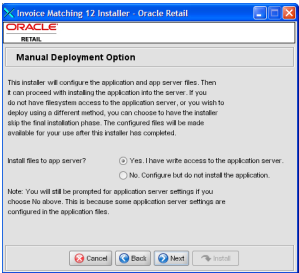 Invoice Matching 12 Installer - Oracle Retail
ORACLE
RETAIL
Manual Deployment Option
This installer will configure the application and app server files. Then
it can proceed with installing the application into the server. If you
do not have filesystem access to the application server, or you wish to
deploy using a different method, you can choose to have the installer
skip the final installation phase. The configured files will be made
available for your use after this installer has completed.
Install files to app server?
Yes. I have write access to the application server.
No. Configure but do not install the application.
Note: You will still be prompted for application server settings if you
choose No above. This is because some application server settings are
configured in the application files.
Cancel Back Next Install